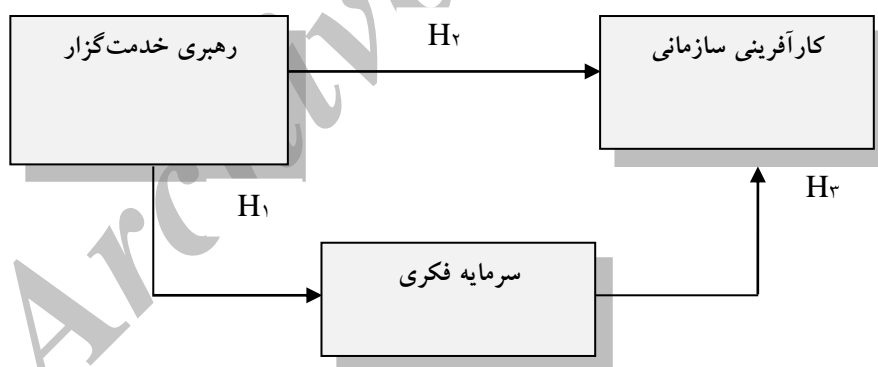 رهبری خدمت‌گزار
H۲
کارآفرینی سازمانی
H۱
H۳
سرمایه فکری